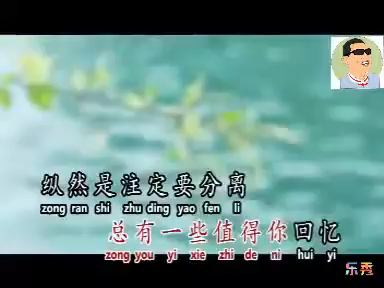 纵然是注定要分离
zong ran shi zhu ding yao fen li
总有一些值得你回忆
zong you yi xie zhi de ni hui yi
乐秀